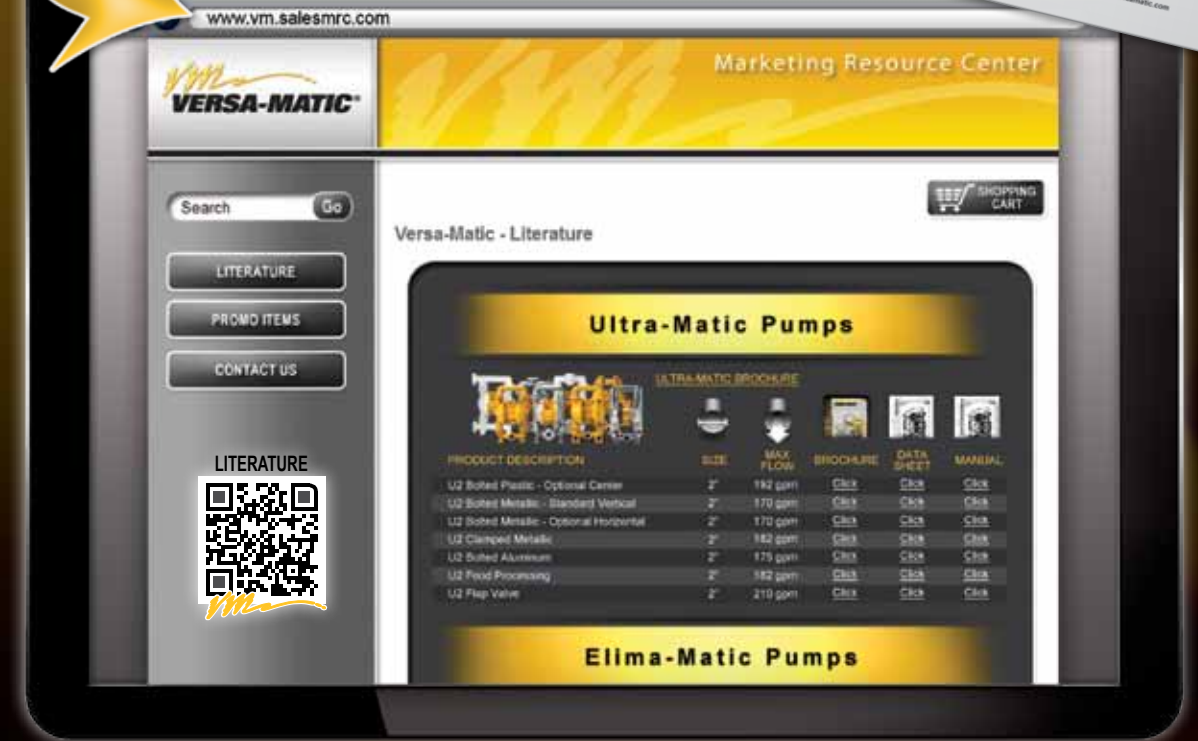 www.vm.salesmrc.com
Marketing Resource Center
vm
VERSA-MATIC®
Search Go
SHOPPING
CART
Versa-Matic - Literature
LITERATURE
PROMO ITEMS
CONTACT US
LITERATURE
vm
Ultra-Matic Pumps
ULTRA-MATIC BROCHURE
PRODUCT DESCRIPTION SIZE MAX FLOW BROCHURE DATA SHEET MANUAL
U2 Bolted Plastic - Optional Center 2" 192 gpm Click Click Click
U2 Bolted Metallic - Standard Vertical 2" 170 gpm Click Click Click
U2 Bolted Metallic - Optional Horizontal 2" 170 gpm Click Click Click
U2 Clamped Metallic 2" 182 gpm Click Click Click
U2 Bolted Aluminum 2" 175 gpm Click Click Click
U2 Food Processing 2" 182 gpm Click Click Click
U2 Flap Valve 2" 210 gpm Click Click Click
Elima-Matic Pumps